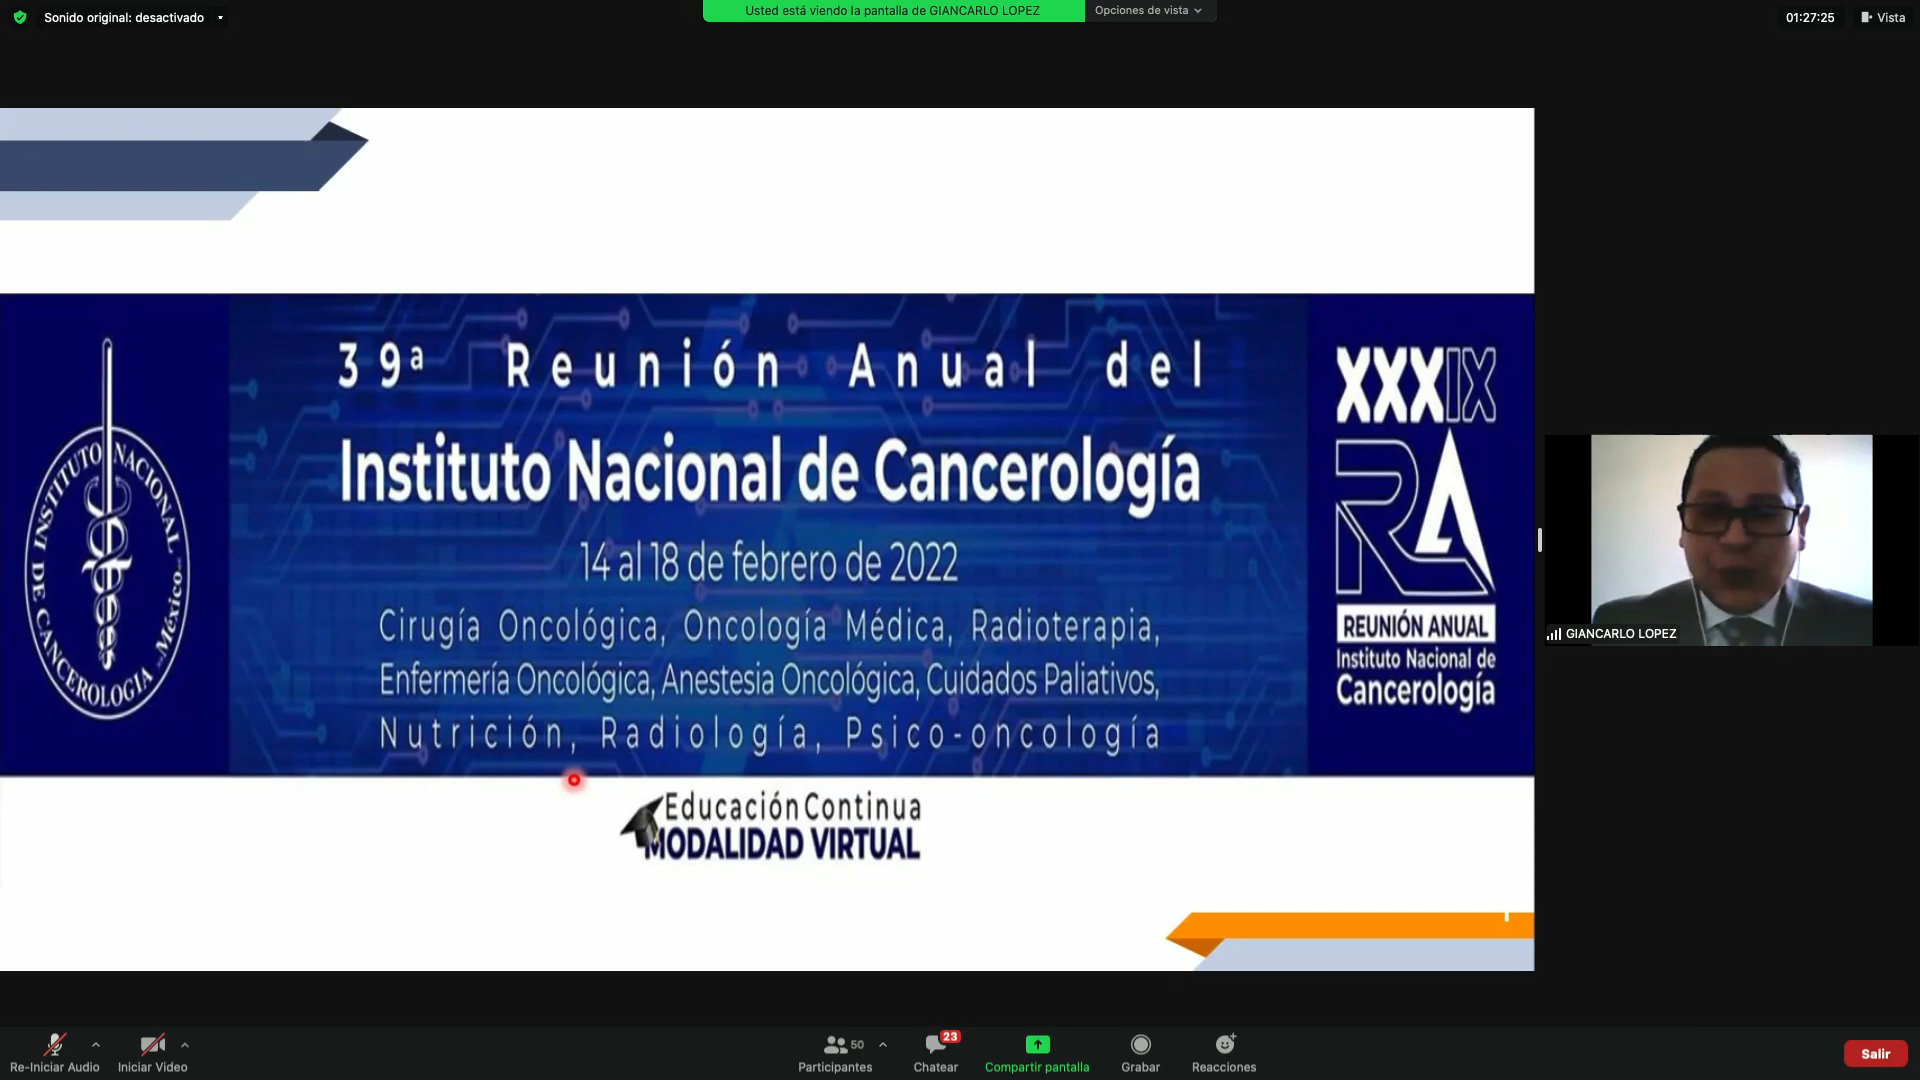 Sonido original: desactivado
Usted está viendo la pantalla de GIANCARLO LOPEZ
Opciones de vista
01:27:25
Vista
39ª Reunión Anual del
Instituto Nacional de Cancerología
14 al 18 de febrero de 2022
Cirugía Oncológica, Oncología Médica, Radioterapia,
Enfermería Oncológica, Anestesia Oncológica, Cuidados Paliativos,
Nutrición, Radiología, Psico-oncología
INSTITUTO NACIONAL
DE CANCEROLOGIA
México
XXXIX
RA
REUNIÓN ANUAL
Instituto Nacional de
Cancerología
Educación Continua
MODALIDAD VIRTUAL
GIANCARLO LOPEZ
Re-Iniciar Audio
Iniciar Video
50
Participantes
23
Chatear
Compartir pantalla
Grabar
Reacciones
Salir